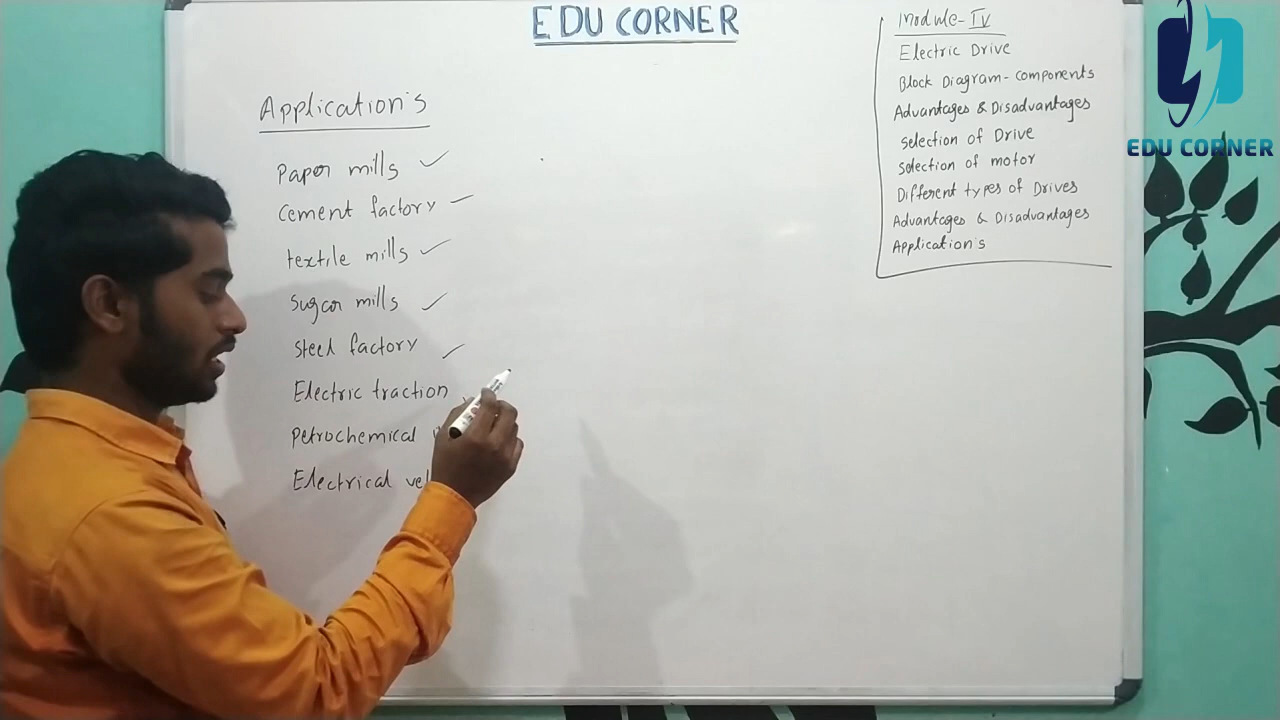 EDU CORNER
Application's
Paper mills
Cement factory
textile mills
Sugar mills
Steel factory
Electric traction
Petrochemical
Electrical
Module-IV
Electric Drive
Block Diagram-components
Advantages & Disadvantages
Selection of Drive
Selection of motor
Different types of Drives
Advantages & Disadvantages
Application's
EDU CORNER